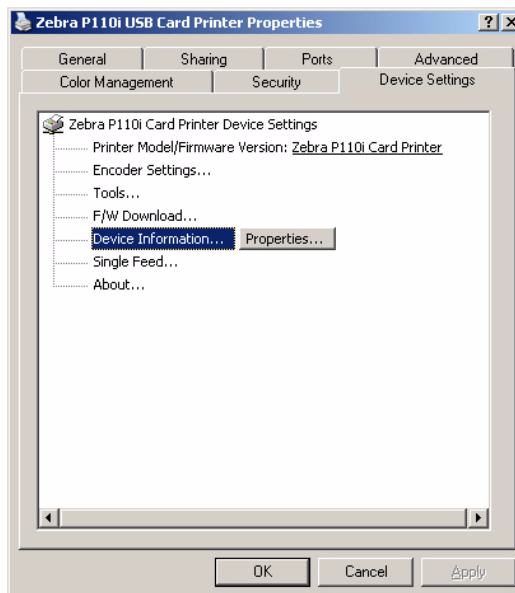 Zebra P110i USB Card Printer Properties
General Sharing Ports Advanced
Color Management Security Device Settings
Zebra P110i Card Printer Device Settings
Printer Model/Firmware Version: Zebra P110i Card Printer
Encoder Settings...
Tools...
F/W Download...
Device Information... Properties...
Single Feed...
About...
OK Cancel Apply